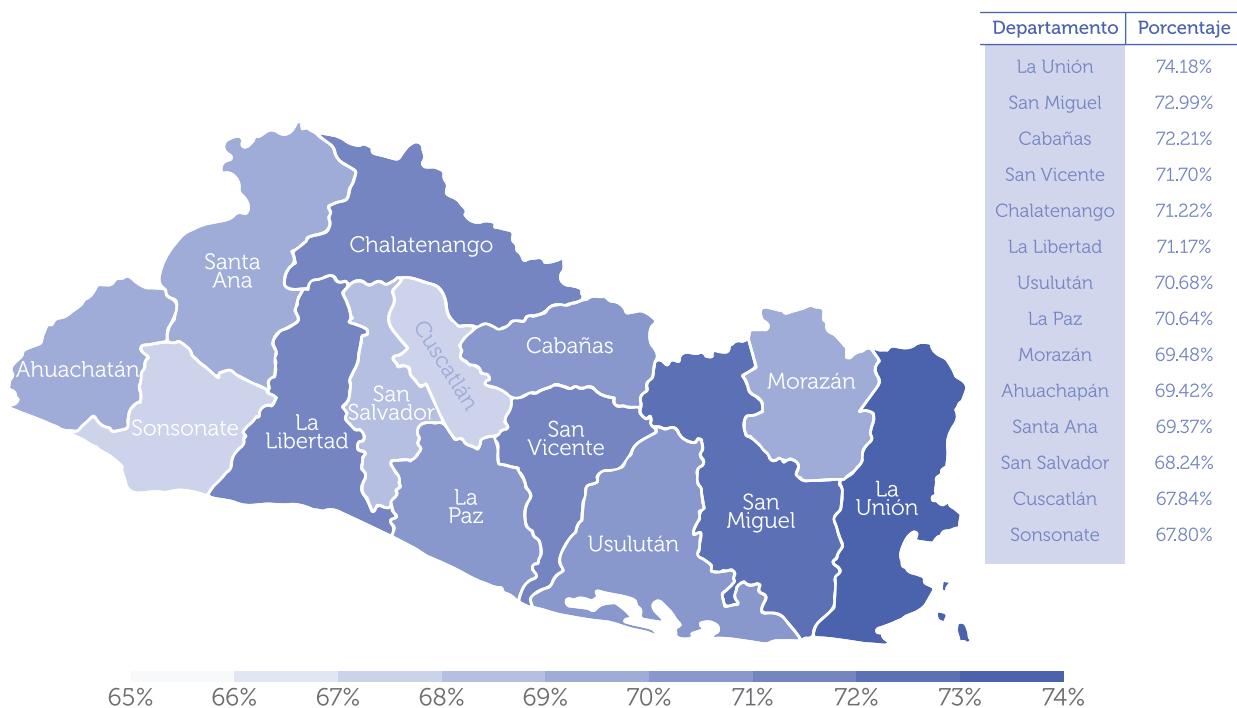 Departamento Porcentaje
La Unión 74.18%
San Miguel 72.99%
Cabañas 72.21%
San Vicente 71.70%
Chalatenango 71.22%
La Libertad 71.17%
Usulután 70.68%
La Paz 70.64%
Morazán 69.48%
Ahuachapán 69.42%
Santa Ana 69.37%
San Salvador 68.24%
Cuscatlán 67.84%
Sonsonate 67.80%
Chalatenango
Santa
Ana
Cuscatlán
Cabañas
Ahuachatán
Morazán
San
Salvador
Sonsonate
La
Libertad
San
Vicente
La
Paz
San
Miguel
La
Unión
Usulután
65% 66% 67% 68% 69% 70% 71% 72% 73% 74%